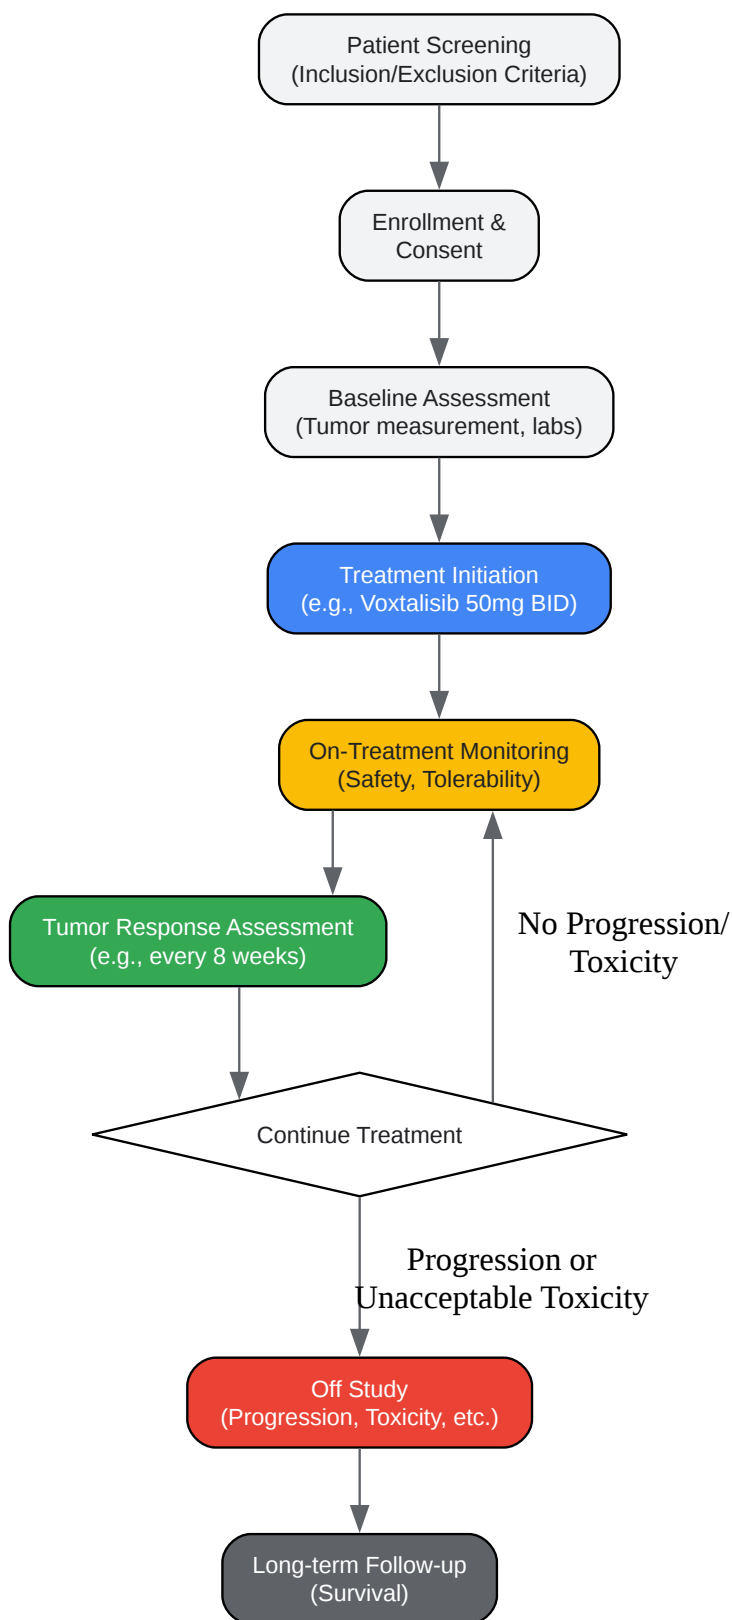 Patient Screening
(Inclusion/Exclusion Criteria)
Enrollment &
Consent
Baseline Assessment
(Tumor measurement, labs)
Treatment Initiation
(e.g., Voxtalisib 50mg BID)
On-Treatment Monitoring
(Safety, Tolerability)
Tumor Response Assessment
(e.g., every 8 weeks)
No Progression/
Toxicity
Continue Treatment
Progression or
Unacceptable Toxicity
Off Study
(Progression, Toxicity, etc.)
Long-term Follow-up
(Survival)